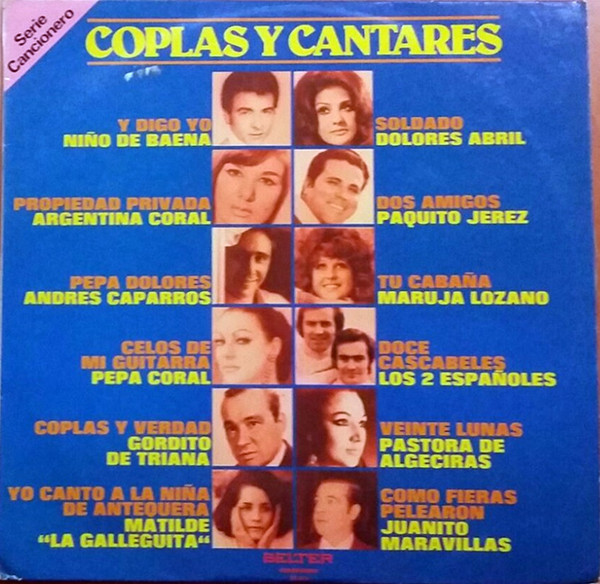 Serie
Cancionero
COPLAS Y CANTARES
Y DIGO YO
NIÑO DE BAENA
SOLDADO
DOLORES ABRIL
PROPIEDAD PRIVADA
ARGENTINA CORAL
DOS AMIGOS
PAQUITO JEREZ
PEPA DOLORES
ANDRES CAPARROS
TU CABAÑA
MARUJA LOZANO
CELOS DE
MI GUITARRA
PEPA CORAL
DOCE
CASCABELES
LOS 2 ESPAÑOLES
COPLAS Y VERDAD
GORDITO
DE TRIANA
VEINTE LUNAS
PASTORA DE
ALGECIRAS
YO CANTO A LA NIÑA
DE ANTEQUERA
MATILDE
"LA GALLEGUITA"
COMO FIERAS
PELEARON
JUANITO
MARAVILLAS
BELTER